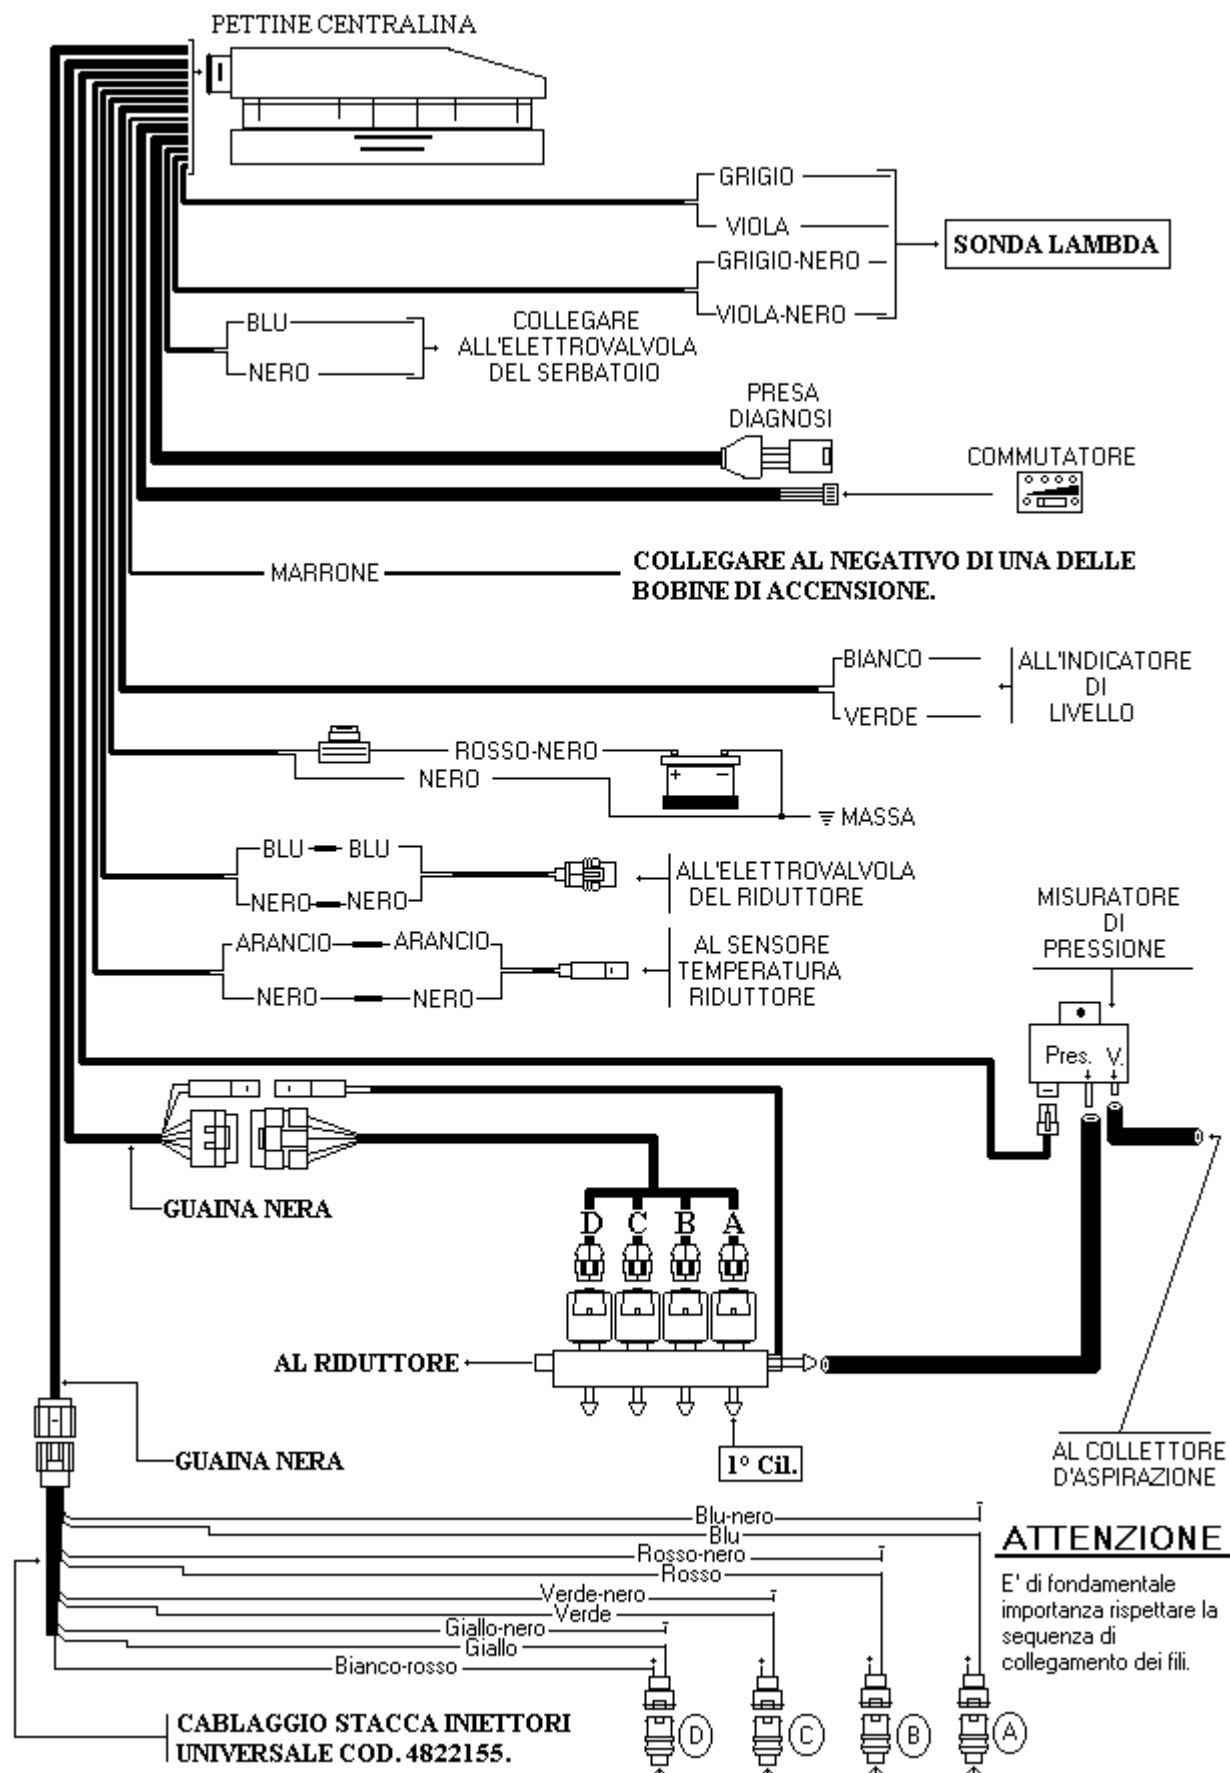 PETTINE CENTRALINA
GRIGIO
VIOLA
SONDA LAMBDA
GRIGIO-NERO
VIOLA-NERO
BLU
NERO
COLLEGARE
ALL'ELETTROVALVOLA
DEL SERBATOIO
PRESA
DIAGNOSI
COMMUTATORE
MARRONE
COLLEGARE AL NEGATIVO DI UNA DELLE
BOBINE DI ACCENSIONE.
BIANCO
VERDE
ALL'INDICATORE
DI
LIVELLO
ROSSO-NERO
NERO
+ −
MASSA
BLU BLU
NERO NERO
ALL'ELETTROVALVOLA
DEL RIDUTTORE
ARANCIO ARANCIO
NERO NERO
AL SENSORE
TEMPERATURA
RIDUTTORE
MISURATORE
DI
PRESSIONE
Pres. V.
GUAINA NERA
D C B A
AL RIDUTTORE
1° Cil.
GUAINA NERA
AL COLLETTORE
D'ASPIRAZIONE
Blu-nero
Blu
Rosso-nero
Rosso
Verde-nero
Verde
Giallo-nero
Giallo
Bianco-rosso
ATTENZIONE
E' di fondamentale
importanza rispettare la
sequenza di
collegamento dei fili.
CABLAGGIO STACCA INIETTORI
UNIVERSALE COD. 4822155.
D C B A